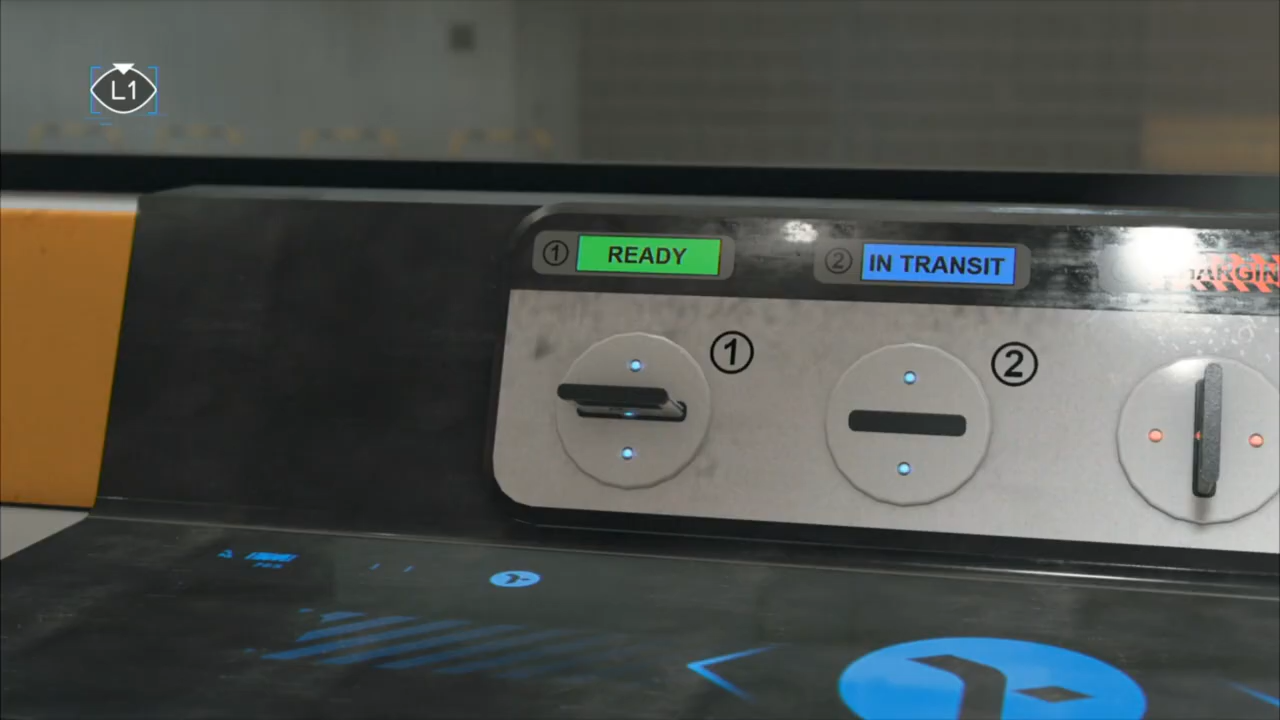 L1
① READY
② IN TRANSIT
①
②